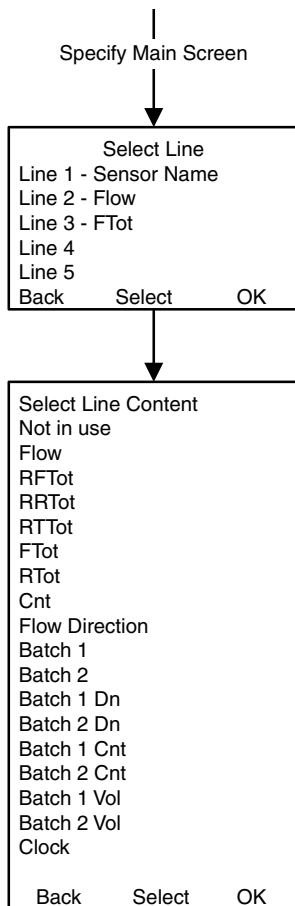 Specify Main Screen
Select Line
Line 1 - Sensor Name
Line 2 - Flow
Line 3 - FTot
Line 4
Line 5
Back Select OK
Select Line Content
Not in use
Flow
RFTot
RRTot
RTTot
FTot
RTot
Cnt
Flow Direction
Batch 1
Batch 2
Batch 1 Dn
Batch 2 Dn
Batch 1 Cnt
Batch 2 Cnt
Batch 1 Vol
Batch 2 Vol
Clock
Back Select OK